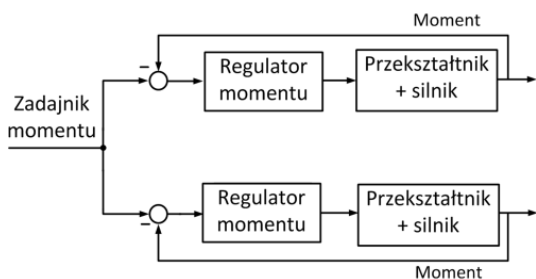 Moment
−
Regulator
momentu
Przekształtnik
+ silnik
Zadajnik
momentu
Regulator
momentu
Przekształtnik
+ silnik
−
Moment